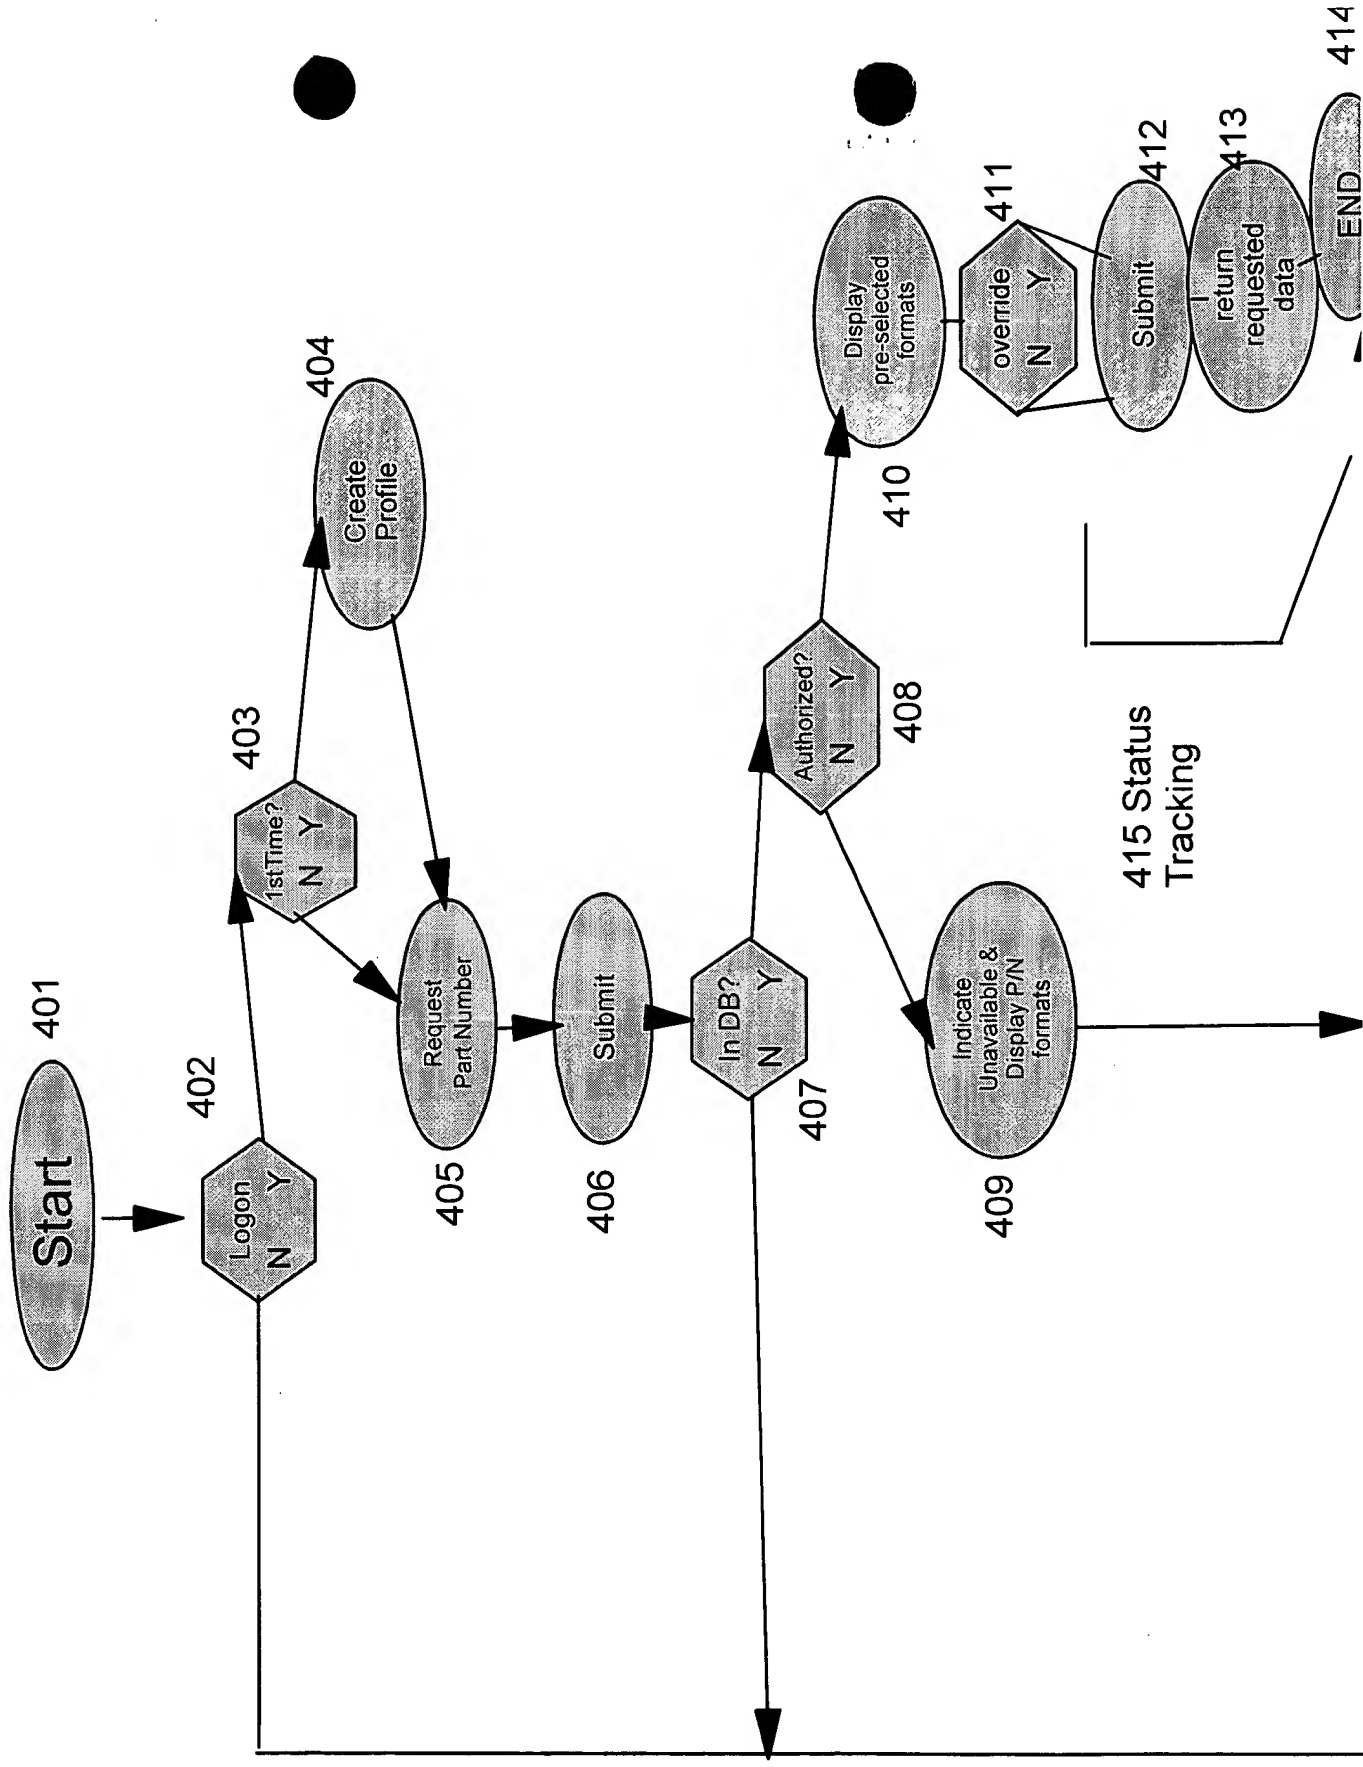 Start
401
402
Logon
N Y
403
1stTime?
N Y
404
Create
Profile
405
Request
Part Number
406
Submit
407
In DB?
N Y
408
Authorized?
N Y
409
Indicate
Unavailable &
Display P/N
formats
410
Display
pre-selected
formats
411
override
N Y
412
Submit
413
return
requested
data
414
END
415 Status
Tracking